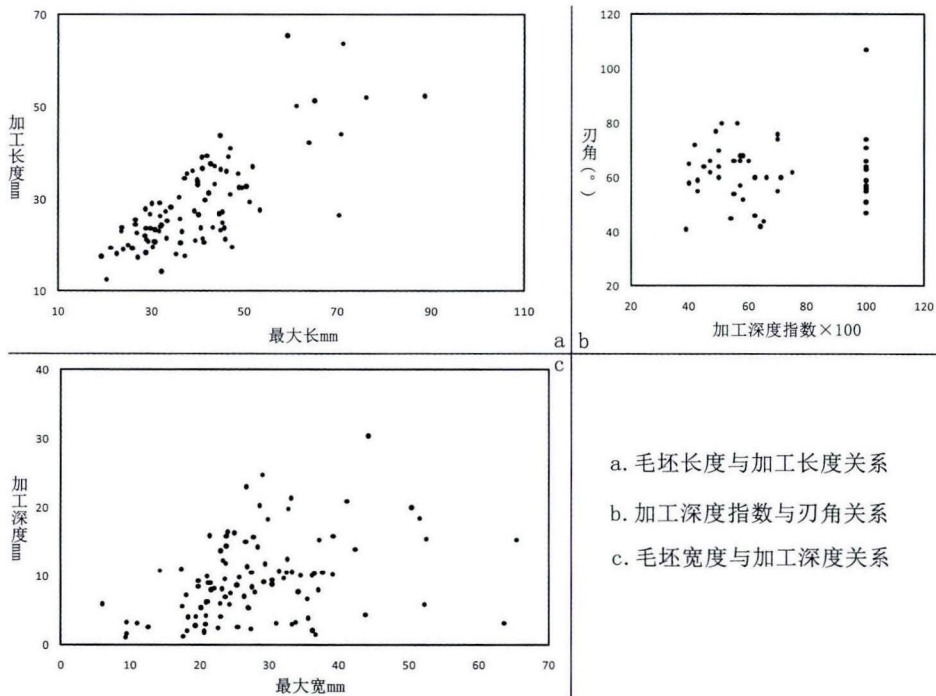 70
50
30
10
加工长度mm
10 30 50 70 90 110
最大长mm
a
120
100
80
60
40
20
刃角(°)
20 40 60 80 100 120
加工深度指数×100
b
c
40
30
20
10
0
加工深度mm
0 10 20 30 40 50 60 70
最大宽mm
a.毛坯长度与加工长度关系
b.加工深度指数与刃角关系
c.毛坯宽度与加工深度关系